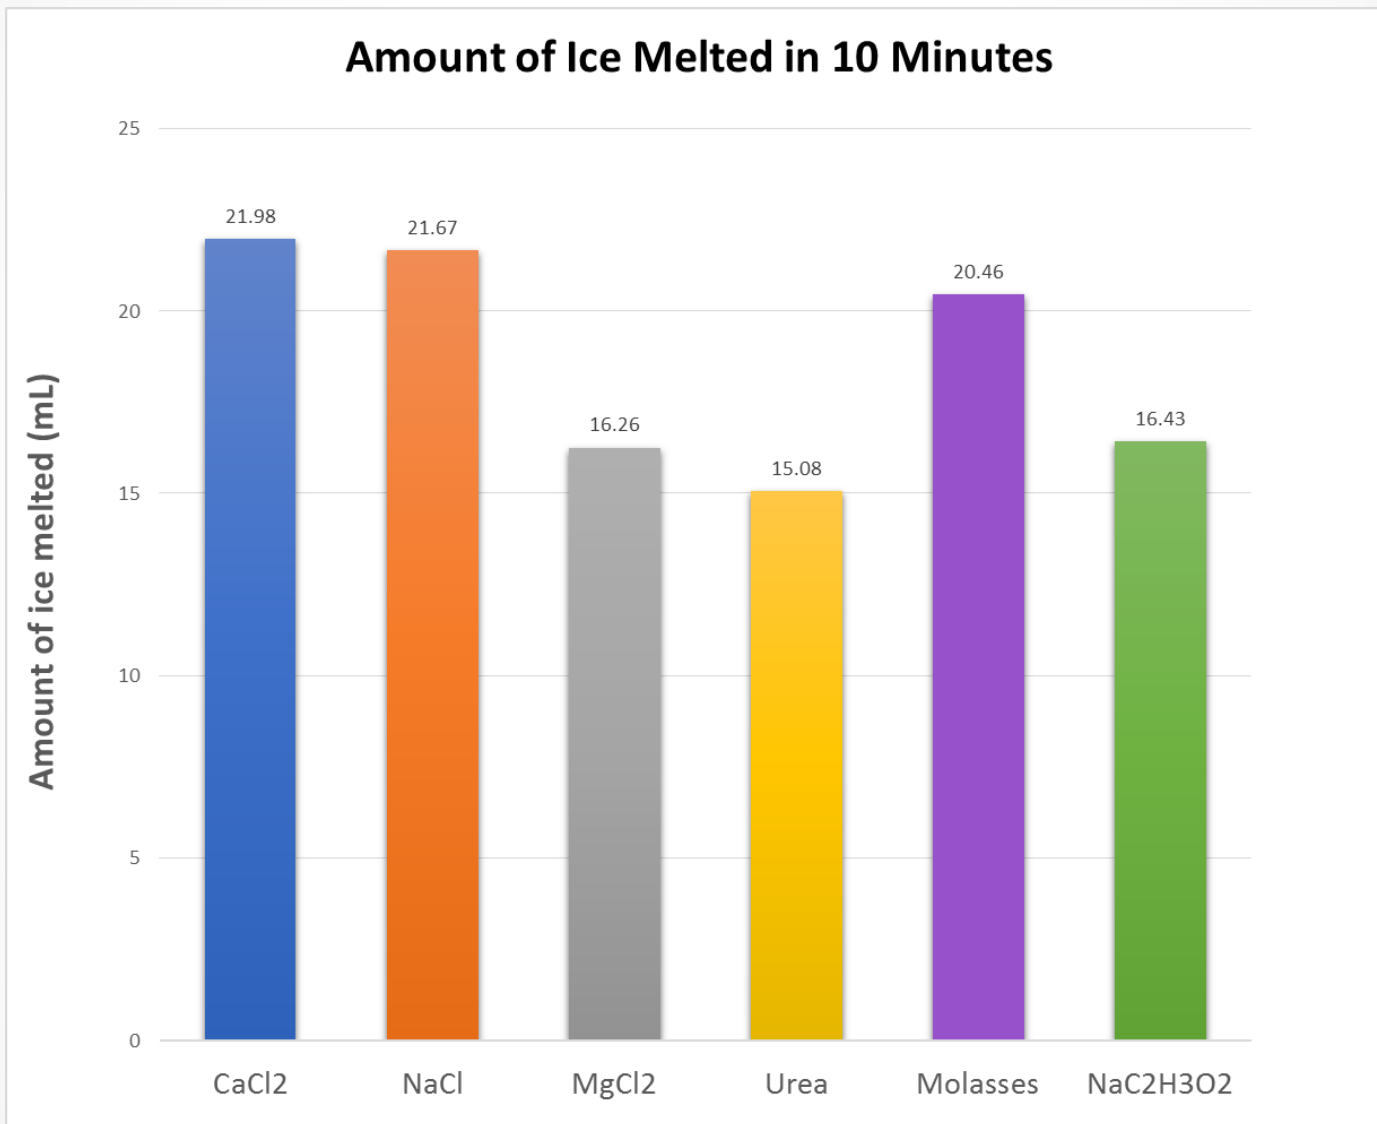 Amount of Ice Melted in 10 Minutes
Amount of ice melted (mL)
25
20
15
10
5
0
21.98
21.67
16.26
15.08
20.46
16.43
CaCl2
NaCl
MgCl2
Urea
Molasses
NaC2H3O2